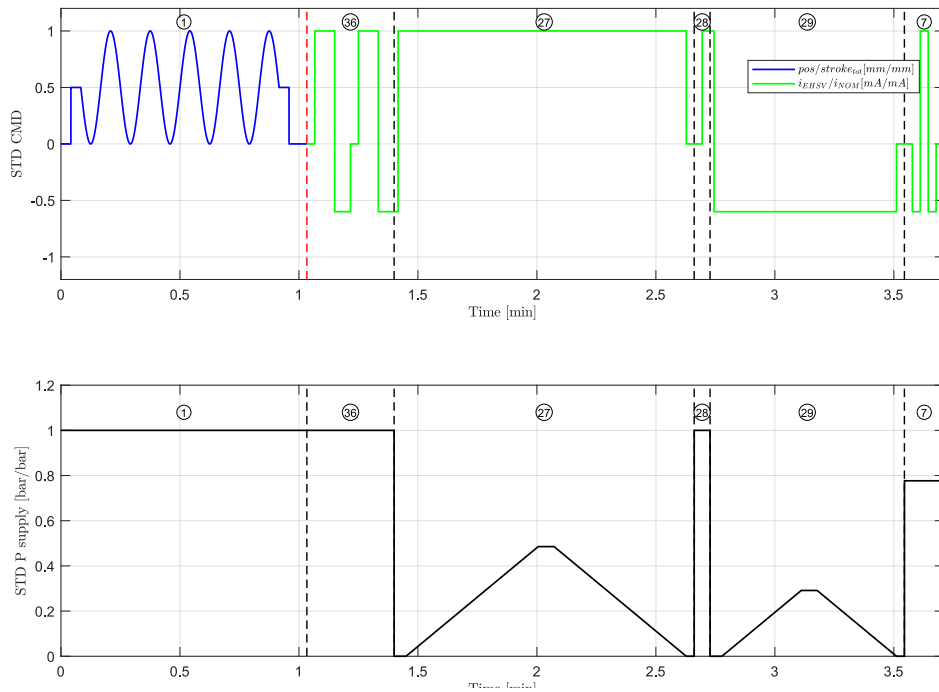 1 36 27 28 29 7
1
0.5
0
-0.5
-1
STD CMD
pos/stroke_tot[mm/mm]
i_EHSV/i_NOM[mA/mA]
0 0.5 1 1.5 2 2.5 3 3.5
Time [min]
1.2
1
0.8
0.6
0.4
0.2
0
STD P supply [bar/bar]
1 36 27 28 29 7
0 0.5 1 1.5 2 2.5 3 3.5
Time [min]